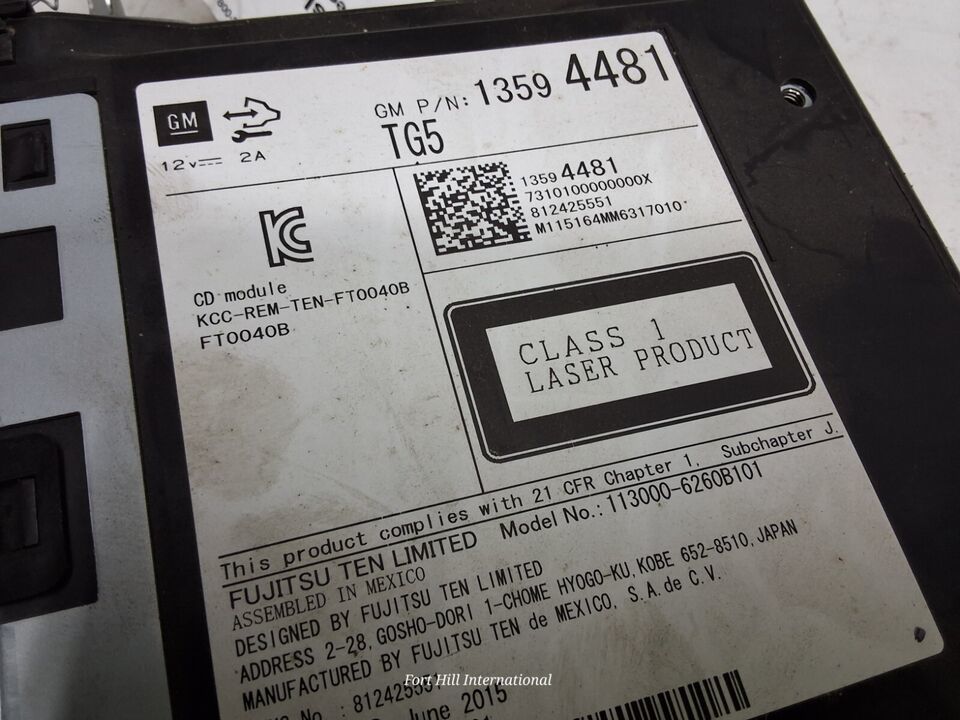 GM
GM P/N: 1359 4481
12V 2A
TG5
1359 4481
7310100000000X
812425551
M115164MM6317010
CD module
KCC-REM-TEN-FT0040B
FT0040B
CLASS 1
LASER PRODUCT
This product complies with 21 CFR Chapter 1, Subchapter J.
FUJITSU TEN LIMITED Model No.: 113000-6260B101
ASSEMBLED IN MEXICO
DESIGNED BY FUJITSU TEN LIMITED
ADDRESS 2-28, GOSHO-DORI 1-CHOME HYOGO-KU, KOBE 652-8510, JAPAN
MANUFACTURED BY FUJITSU TEN de MEXICO, S.A. de C.V.
No.: 81242555
Fort Hill International
June 2015